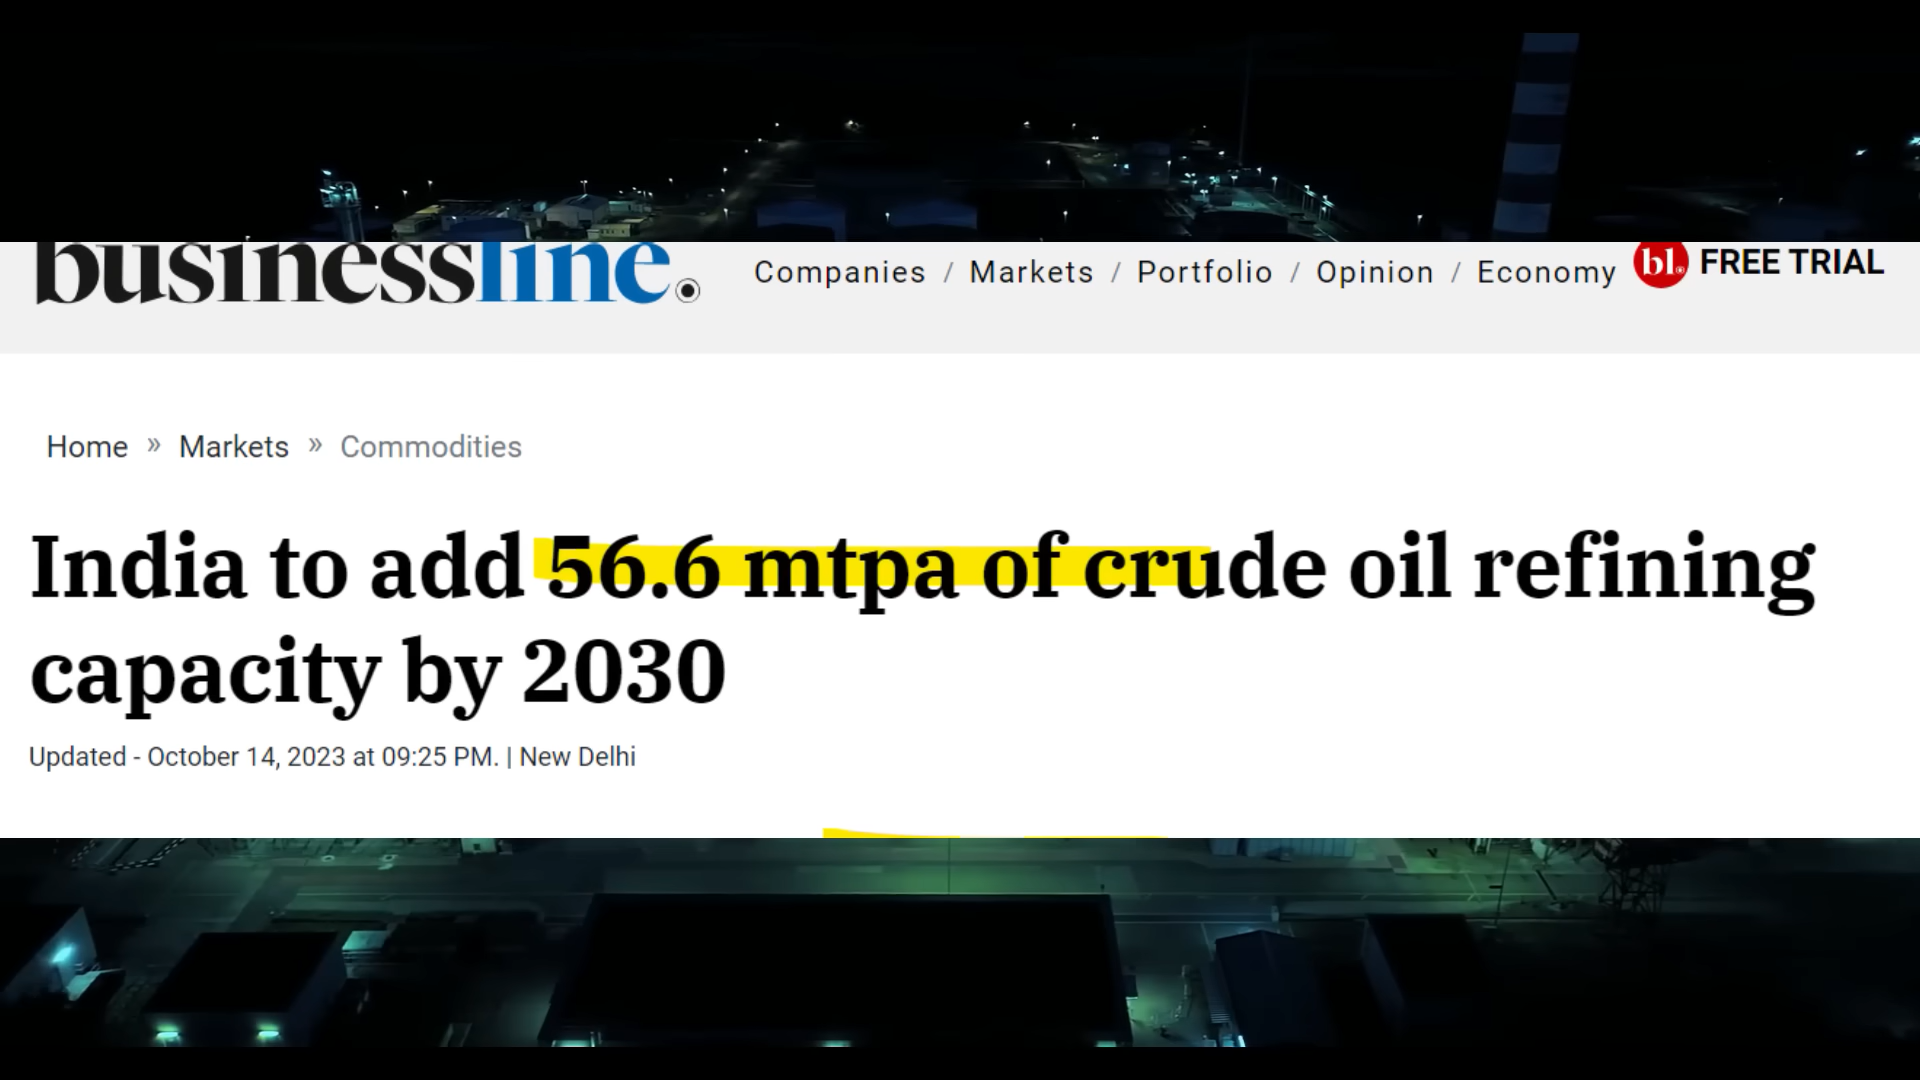 businessline.
Companies / Markets / Portfolio / Opinion / Economy
bl. FREE TRIAL
Home » Markets » Commodities
India to add 56.6 mtpa of crude oil refining
capacity by 2030
Updated - October 14, 2023 at 09:25 PM. | New Delhi